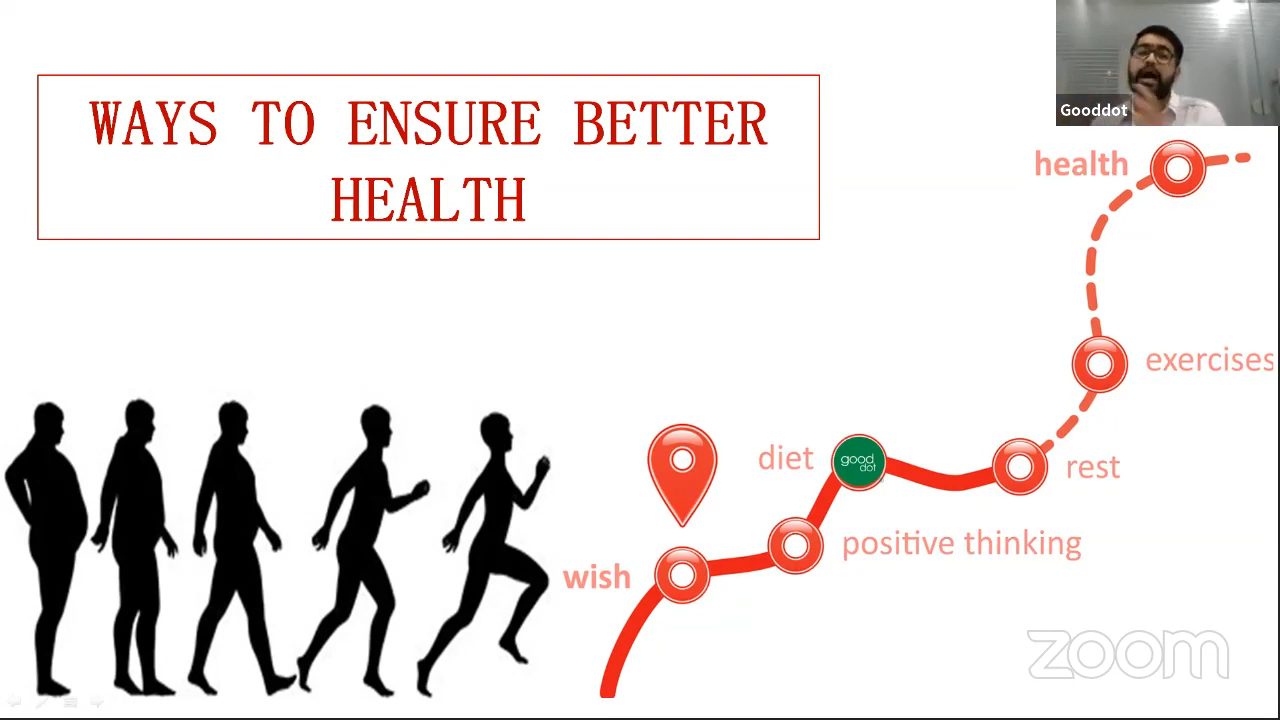 WAYS TO ENSURE BETTER
HEALTH
Gooddot
health
exercises
diet
good
dot
rest
positive thinking
wish
zoom